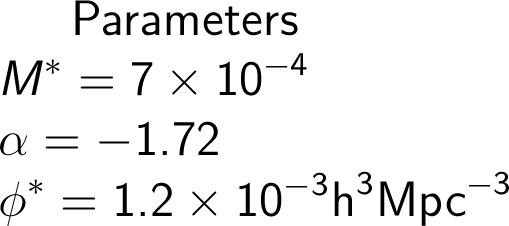 Parameters
M* = 7 × 10⁻⁴
α = −1.72
ϕ* = 1.2 × 10⁻³h³Mpc⁻³